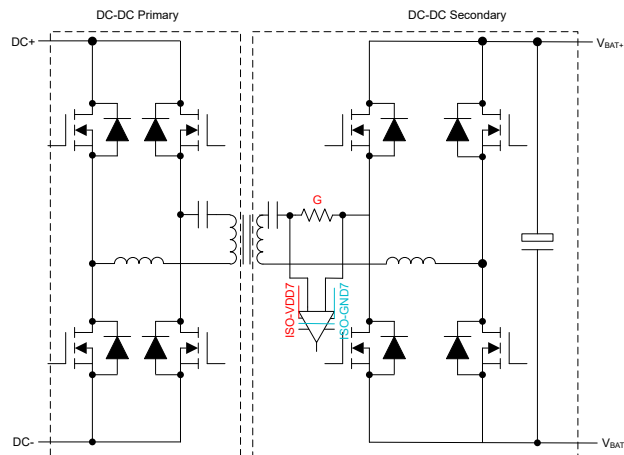 DC-DC Primary
DC-DC Secondary
DC+
VBAT+
G
ISO-VDD7
ISO-GND7
DC-
VBAT